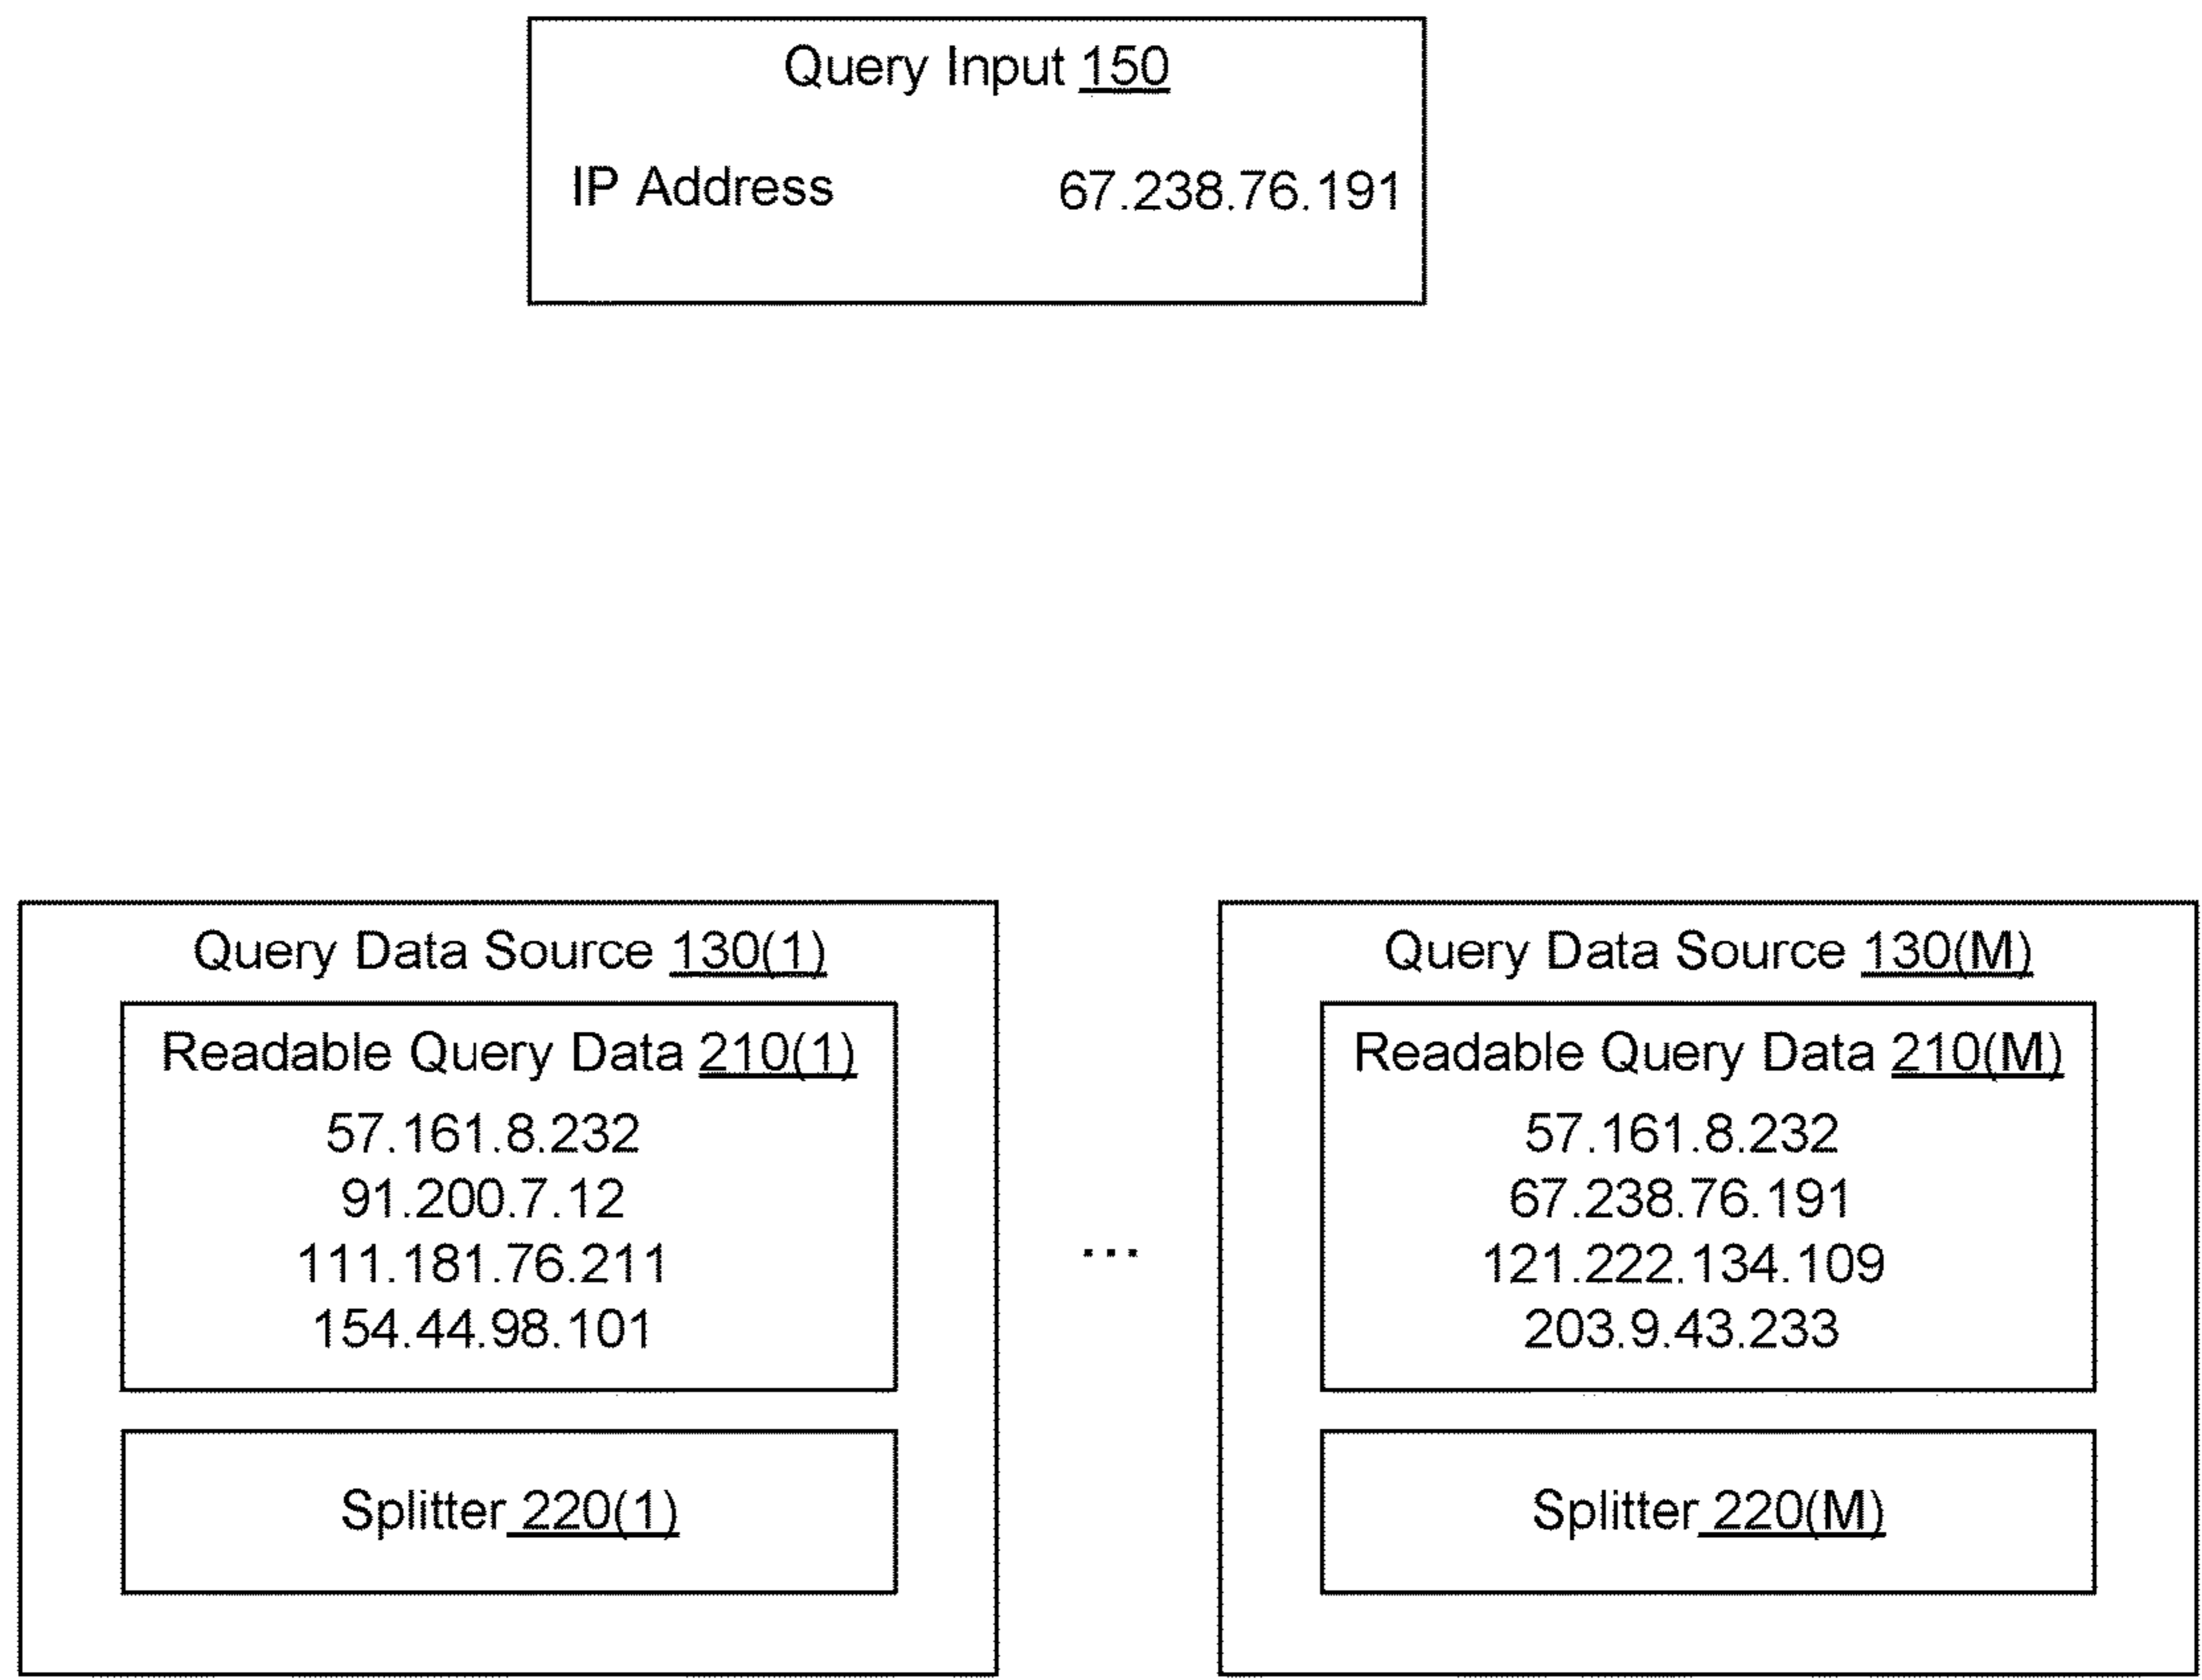 Query Input 150
IP Address 67.238.76.191
Query Data Source 130(1)
Readable Query Data 210(1)
57.161.8.232
91.200.7.12
111.181.76.211
154.44.98.101
Splitter 220(1)
...
Query Data Source 130(M)
Readable Query Data 210(M)
57.161.8.232
67.238.76.191
121.222.134.109
203.9.43.233
Splitter 220(M)